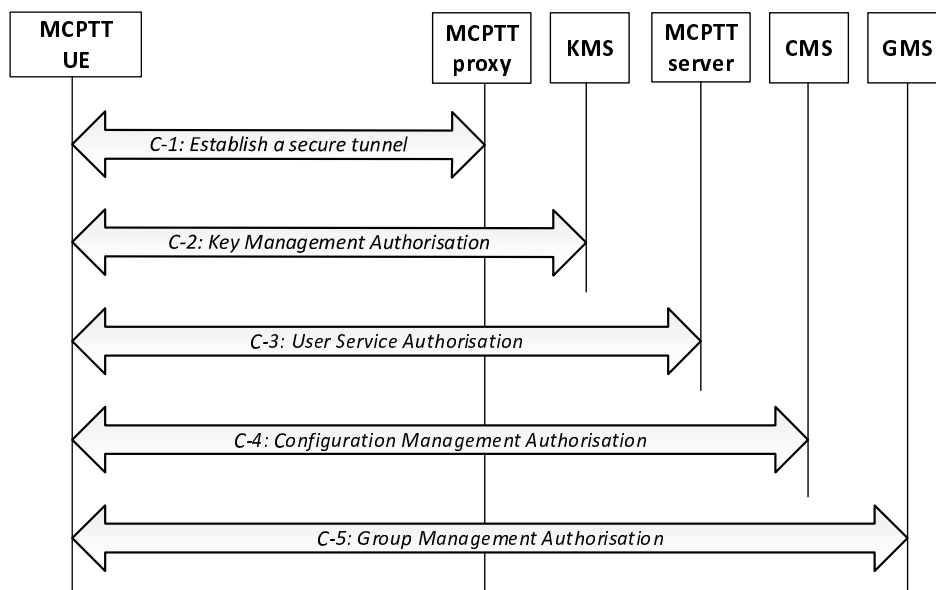 MCPTT
UE
MCPTT
proxy
KMS
MCPTT
server
CMS
GMS
C-1: Establish a secure tunnel
C-2: Key Management Authorisation
C-3: User Service Authorisation
C-4: Configuration Management Authorisation
C-5: Group Management Authorisation